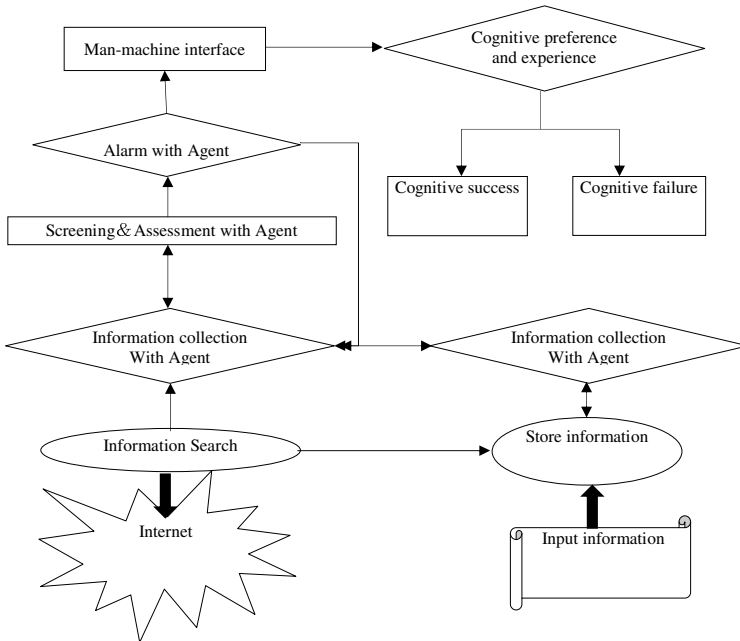 Man-machine interface
Cognitive preference
and experience
Alarm with Agent
Cognitive success
Cognitive failure
Screening＆Assessment with Agent
Information collection
With Agent
Information collection
With Agent
Information Search
Store information
Internet
Input information